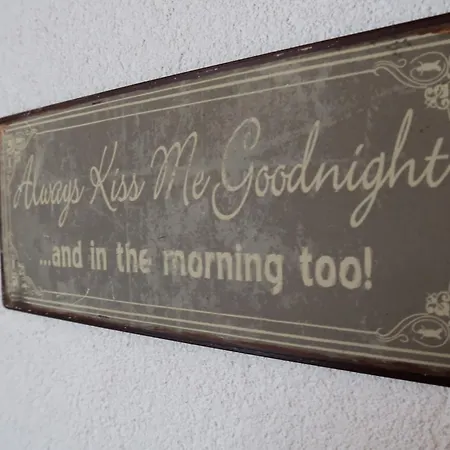 Always Kiss Me Goodnight
...and in the morning too!